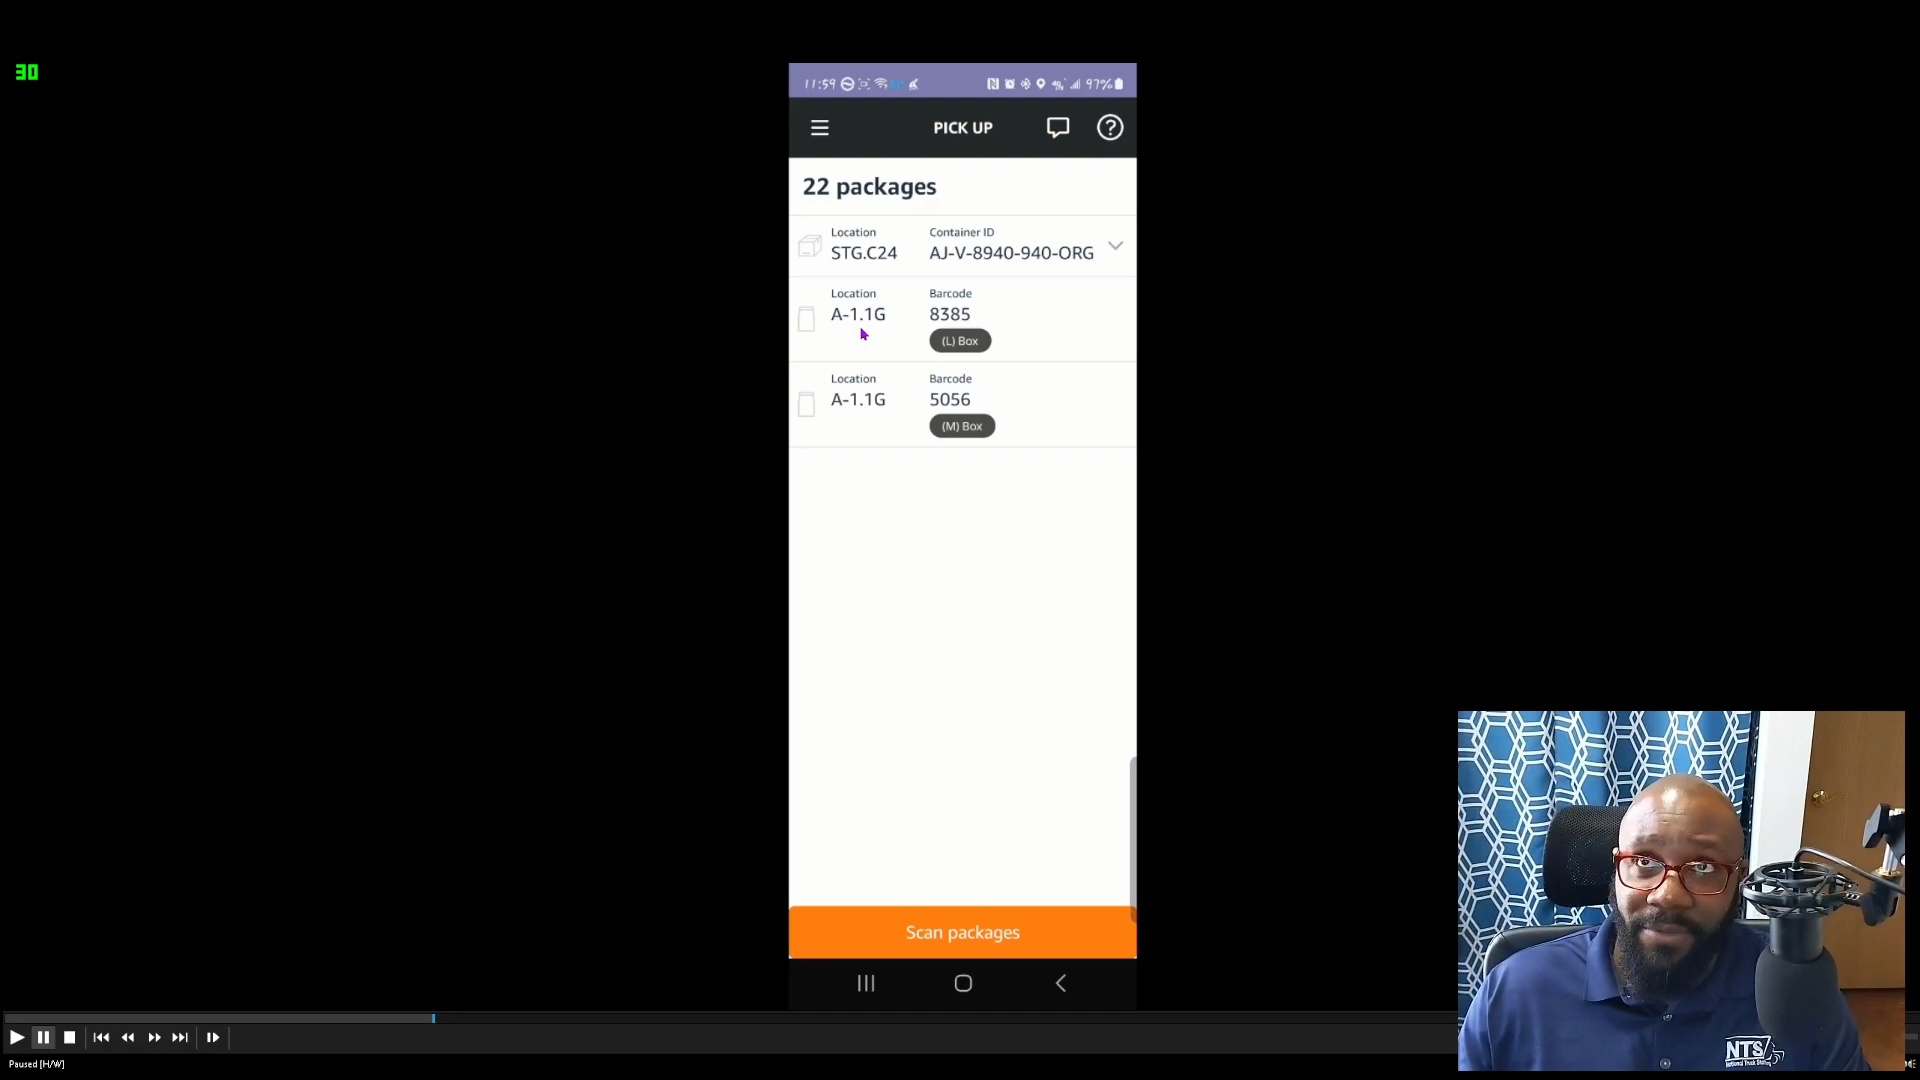 30
11:59
97%
PICK UP
22 packages
Location
Container ID
STG.C24
AJ-V-8940-940-ORG
Location
Barcode
A-1.1G
8385
(L) Box
Location
Barcode
A-1.1G
5056
(M) Box
Scan packages
NTS
Paused [H/W]